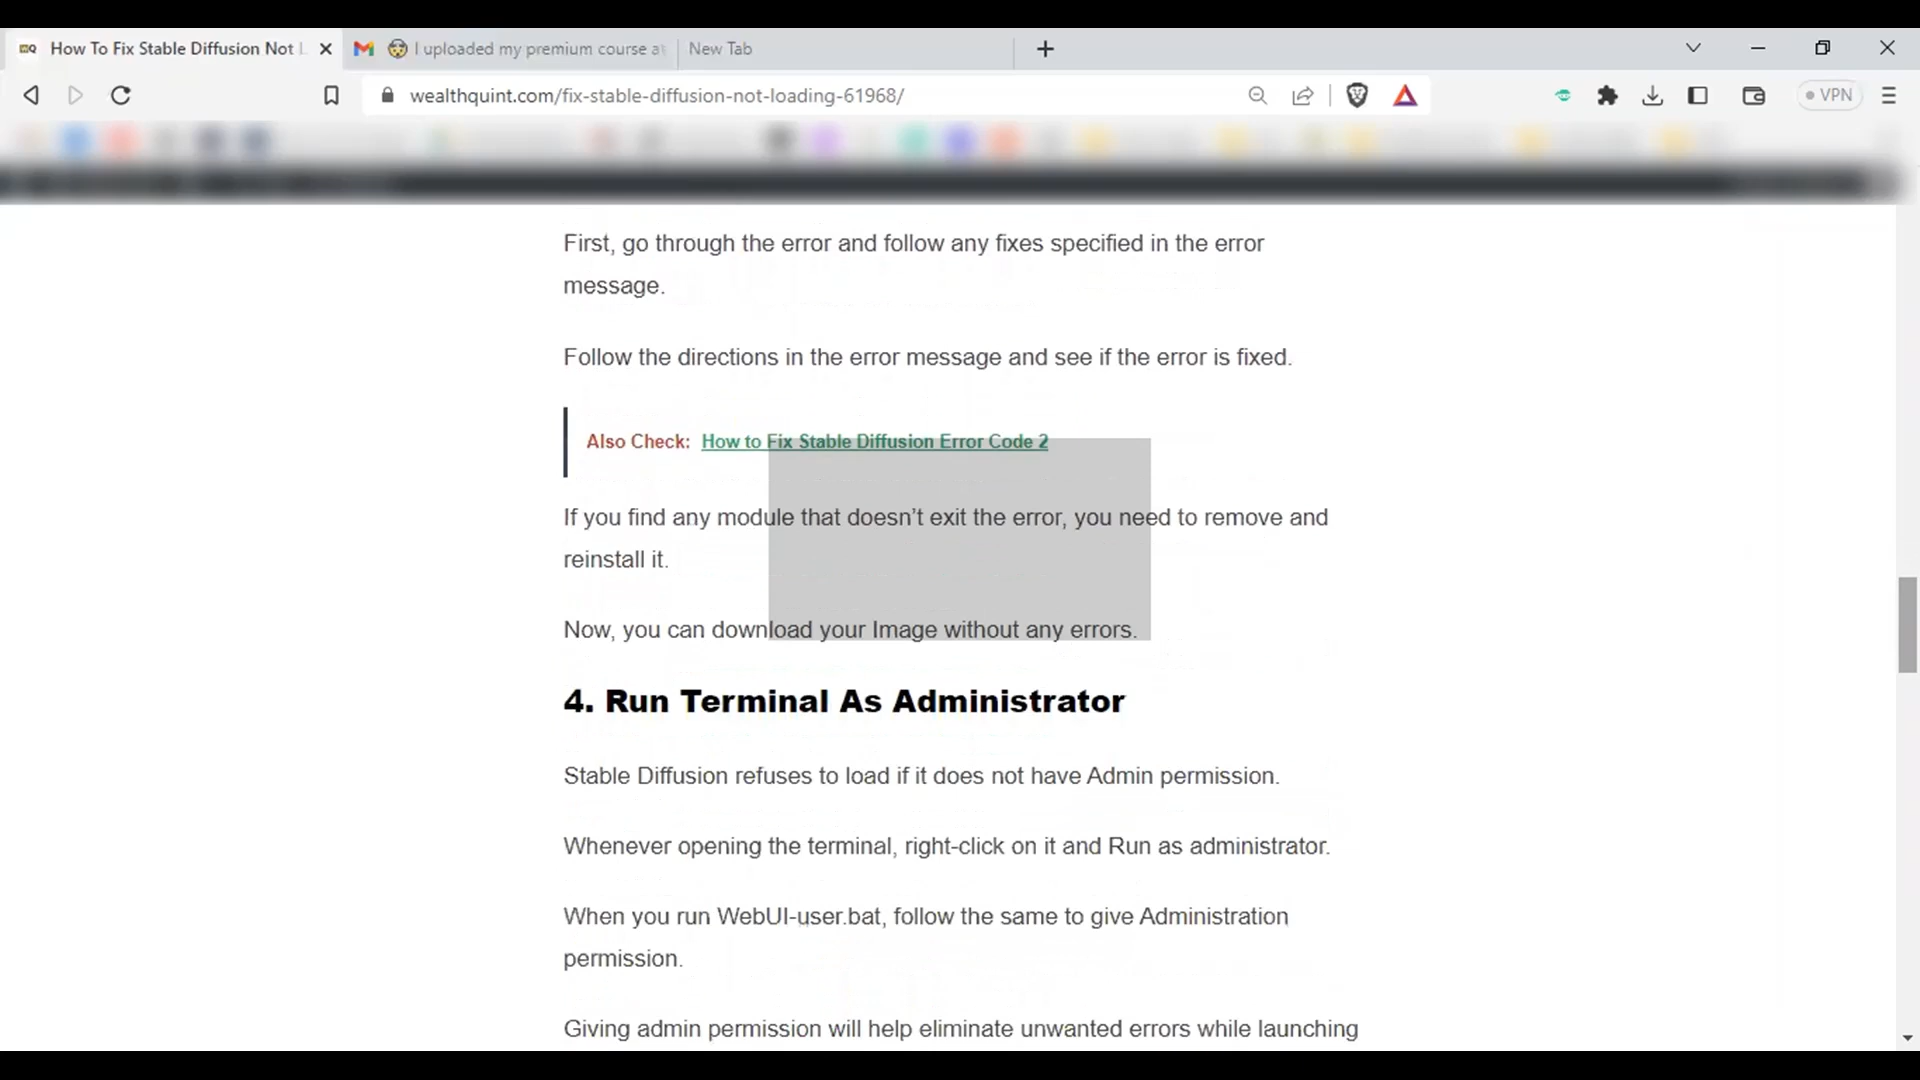 How To Fix Stable Diffusion Not L
I uploaded my premium course a
New Tab
wealthquint.com/fix-stable-diffusion-not-loading-61968/
VPN
First, go through the error and follow any fixes specified in the error
message.
Follow the directions in the error message and see if the error is fixed.
Also Check: How to Fix Stable Diffusion Error Code 2
If you find any module that doesn’t exit the error, you need to remove and
reinstall it.
Now, you can download your Image without any errors.
4. Run Terminal As Administrator
Stable Diffusion refuses to load if it does not have Admin permission.
Whenever opening the terminal, right-click on it and Run as administrator.
When you run WebUI-user.bat, follow the same to give Administration
permission.
Giving admin permission will help eliminate unwanted errors while launching